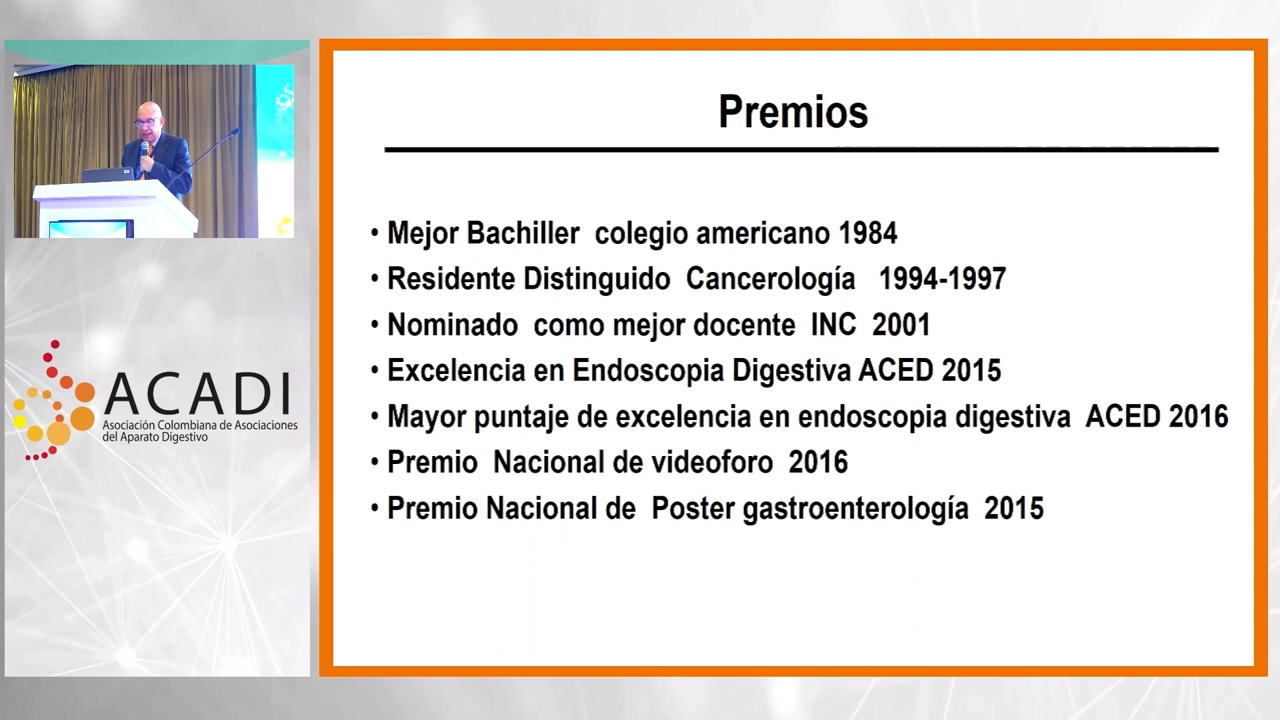 Premios
• Mejor Bachiller colegio americano 1984
• Residente Distinguido Cancerología 1994-1997
• Nominado como mejor docente INC 2001
• Excelencia en Endoscopia Digestiva ACED 2015
• Mayor puntaje de excelencia en endoscopia digestiva ACED 2016
• Premio Nacional de videoforo 2016
• Premio Nacional de Poster gastroenterología 2015
ACADI
Asociación Colombiana de Asociaciones
del Aparato Digestivo